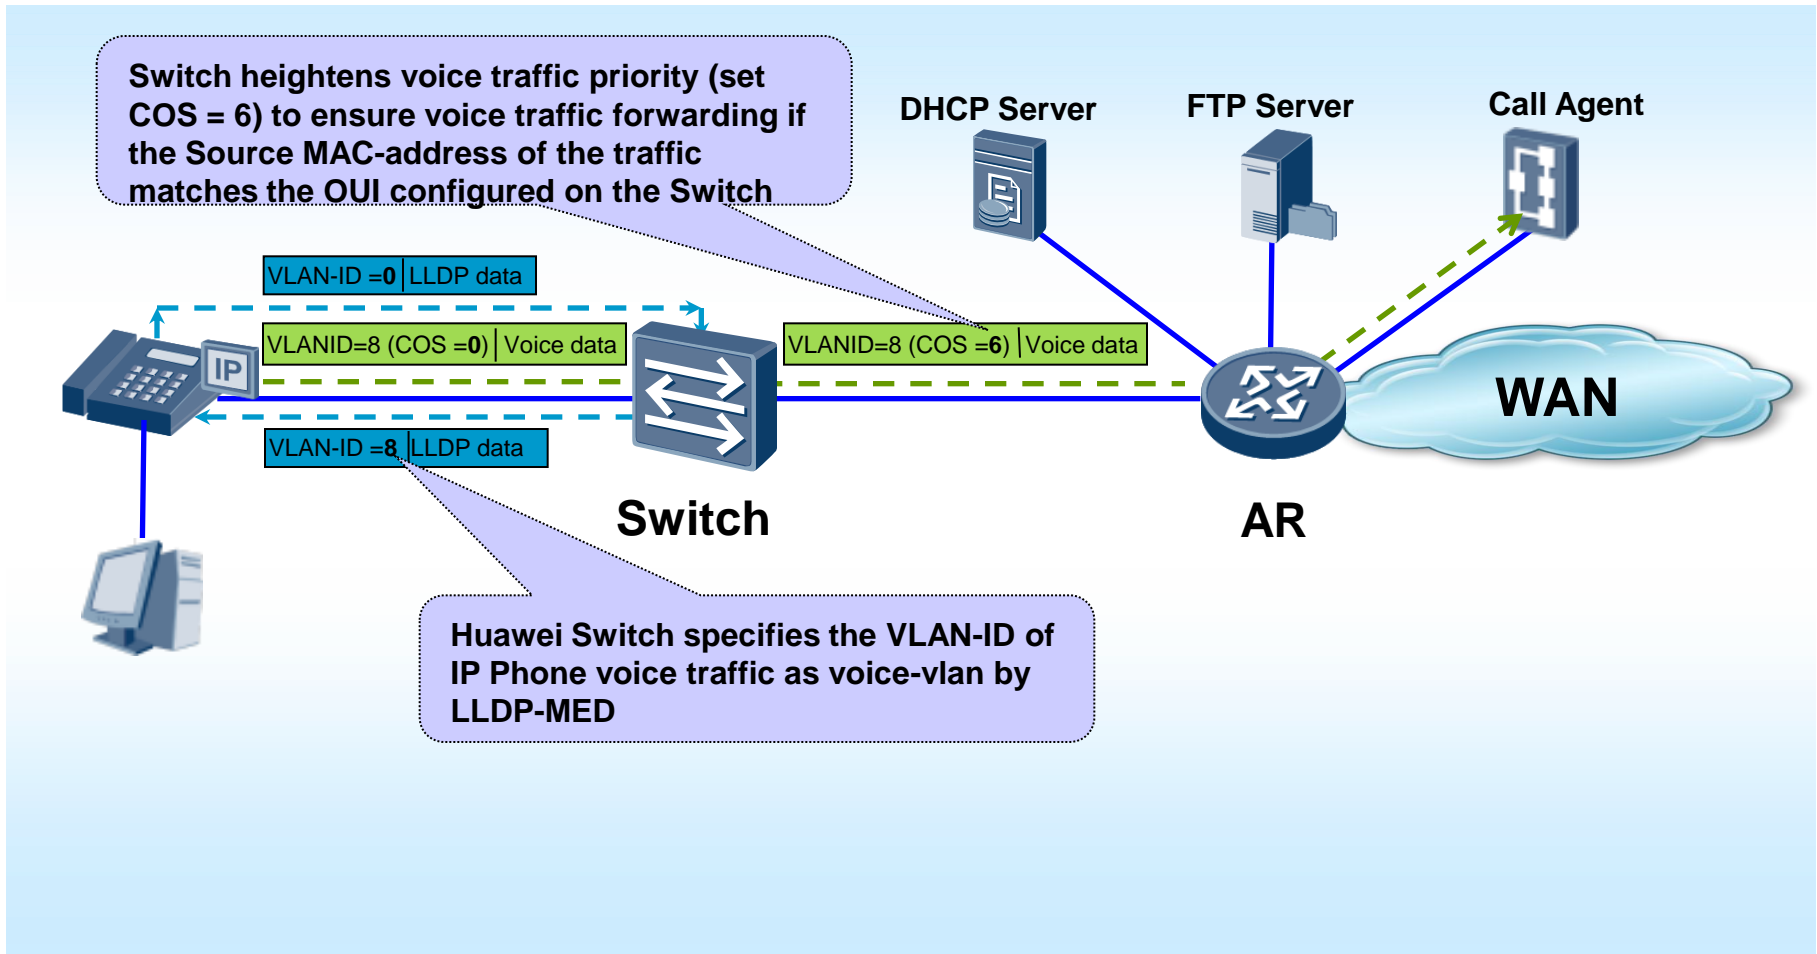 Switch heightens voice traffic priority (set
COS = 6) to ensure voice traffic forwarding if
the Source MAC-address of the traffic
matches the OUI configured on the Switch
DHCP Server
FTP Server
Call Agent
VLAN-ID =0 LLDP data
VLANID=8 (COS =0) Voice data
VLANID=8 (COS =6) Voice data
IP
WAN
VLAN-ID =8 LLDP data
Switch
AR
Huawei Switch specifies the VLAN-ID of
IP Phone voice traffic as voice-vlan by
LLDP-MED